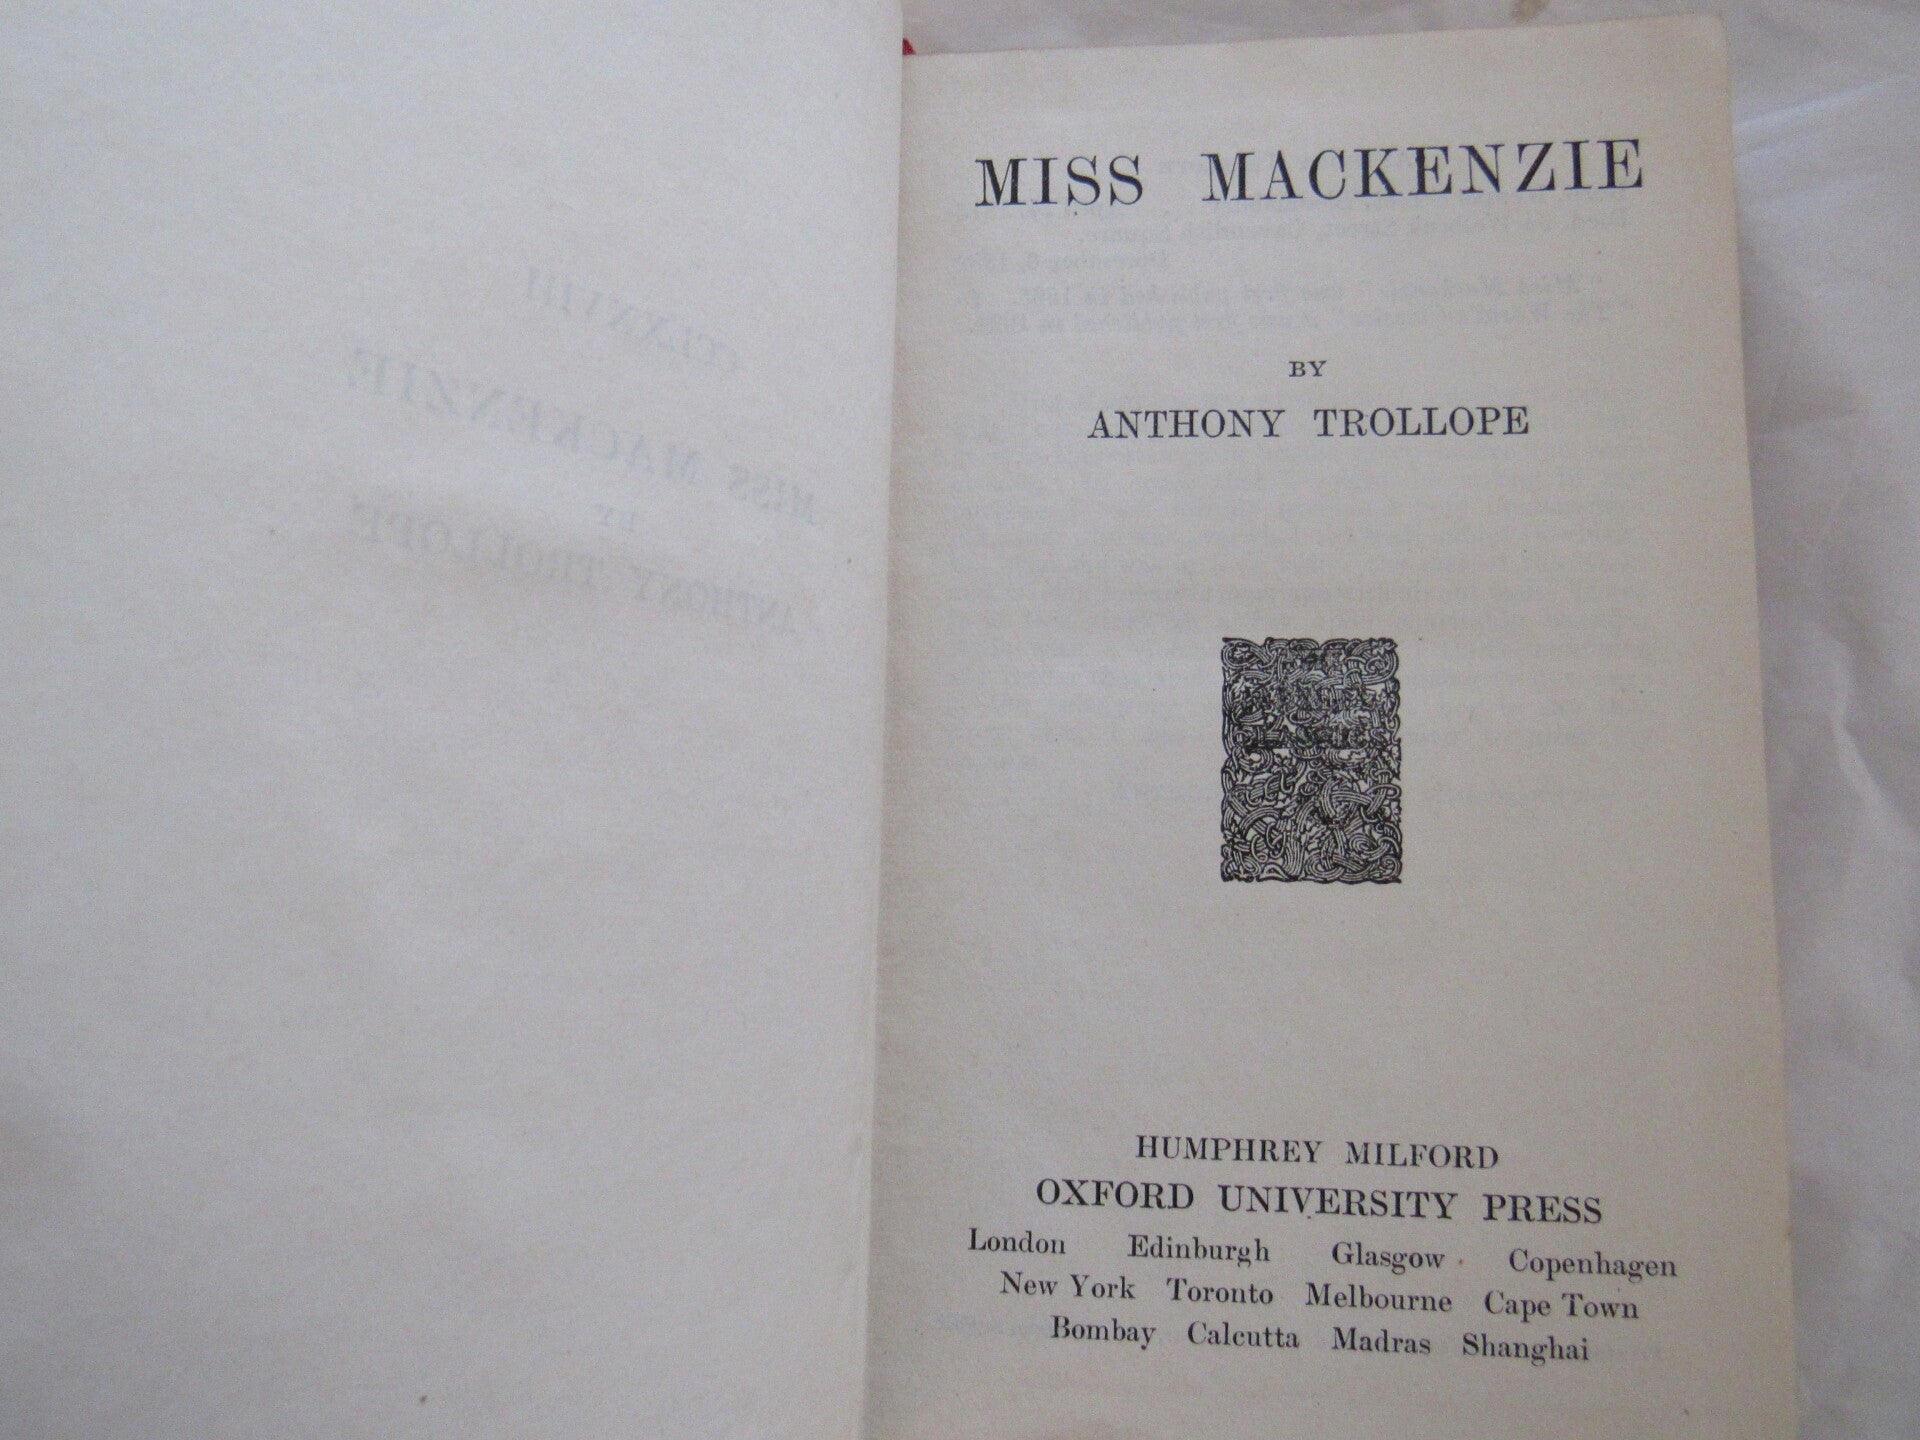 MISS MACKENZIE
BY
ANTHONY TROLLOPE
HUMPHREY MILFORD
OXFORD UNIVERSITY PRESS
London Edinburgh Glasgow Copenhagen
New York Toronto Melbourne Cape Town
Bombay Calcutta Madras Shanghai